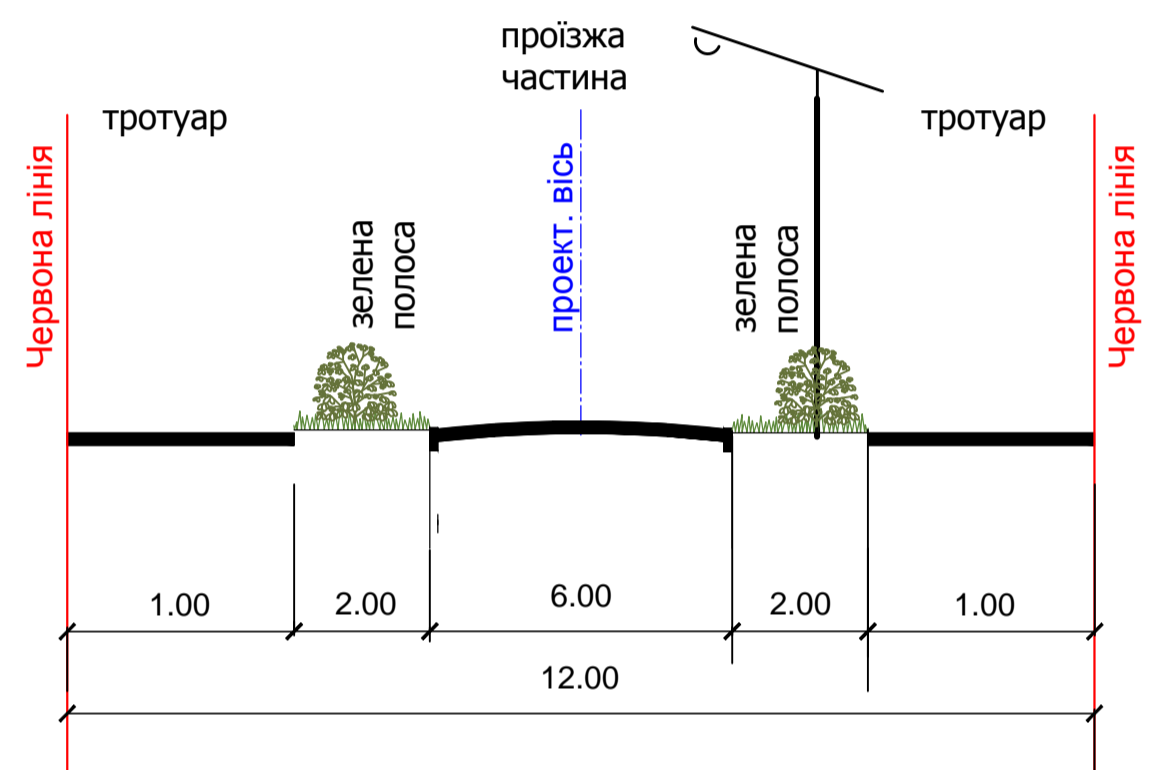 проїзжа
частина
тротуар
тротуар
Червона лінія
зелена
полоса
проект. вісь
зелена
полоса
Червона лінія
1.00
2.00
6.00
2.00
1.00
12.00